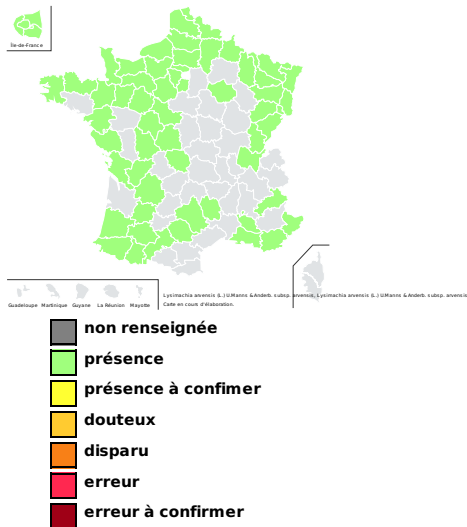 Île-de-France
Guadeloupe Martinique Guyane La Réunion Mayotte
Lysimachia arvensis (L.) U.Manns & Anderb. subsp. arvensis, Lysimachia arvensis (L.) U.Manns & Anderb. subsp. arvensis
Carte en cours d'élaboration.
non renseignée
présence
présence à confimer
douteux
disparu
erreur
erreur à confirmer